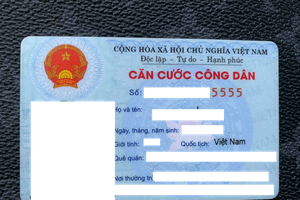 CỘNG HÒA XÃ HỘI CHỦ NGHĨA VIỆT NAM
Độc lập - Tự do - Hạnh phúc
CĂN CƯỚC CÔNG DÂN
Số: 5555
Họ và tên:
Ngày, tháng, năm sinh:
Giới tính: Quốc tịch: Việt Nam
Quê quán:
Nơi thường trú